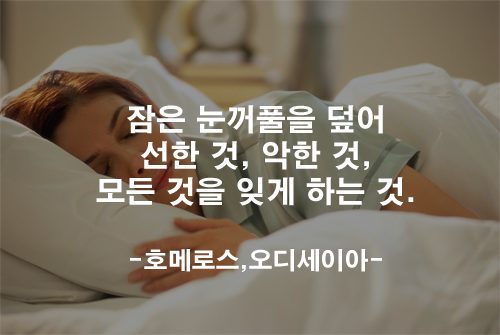 잠은 눈꺼풀을 덮어
선한 것, 악한 것,
모든 것을 잊게 하는 것.
-호메로스,오디세이아-